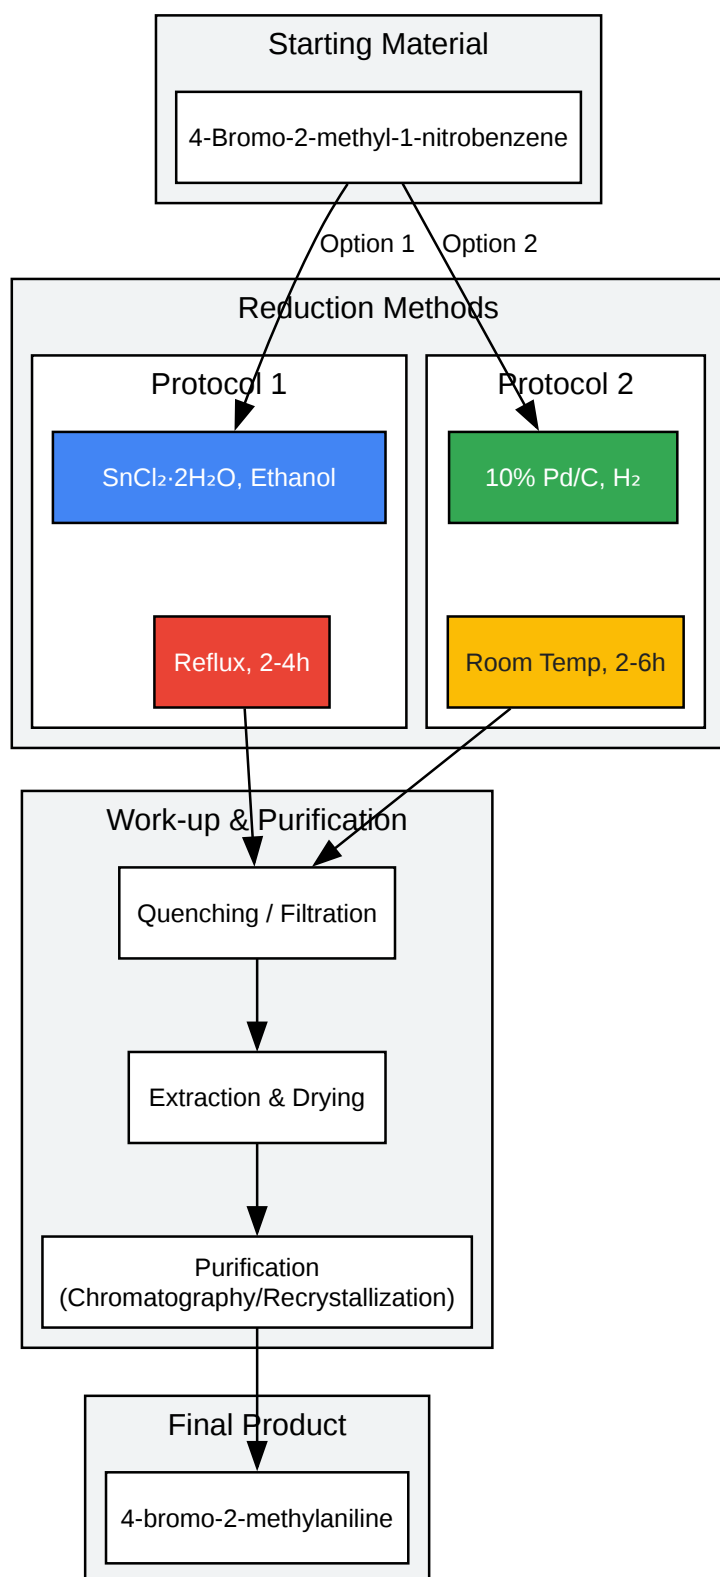 Starting Material
4-Bromo-2-methyl-1-nitrobenzene
Option 1
Option 2
Reduction Methods
Protocol 1
Protocol 2
SnCl₂·2H₂O, Ethanol
10% Pd/C, H₂
Reflux, 2-4h
Room Temp, 2-6h
Work-up & Purification
Quenching / Filtration
Extraction & Drying
Purification
(Chromatography/Recrystallization)
Final Product
4-bromo-2-methylaniline